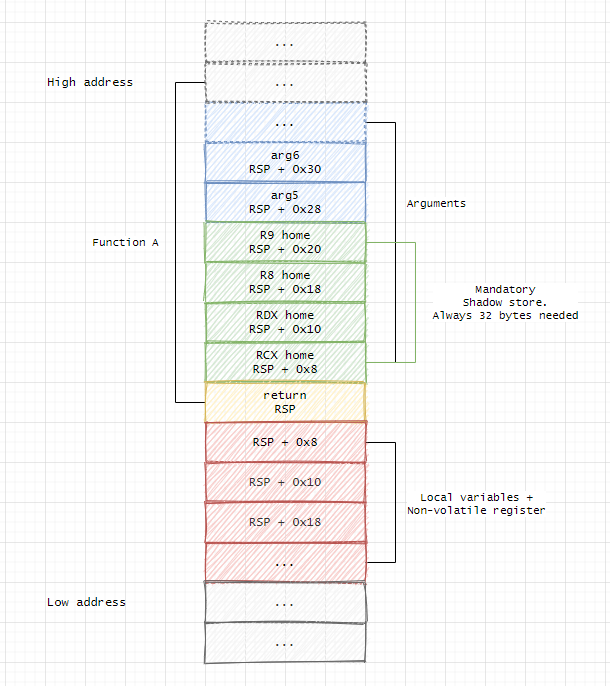 ...
High address
...
...
arg6
RSP + 0x30
arg5
RSP + 0x28
Arguments
R9 home
RSP + 0x20
Function A
R8 home
RSP + 0x18
Mandatory
Shadow store.
Always 32 bytes needed
RDX home
RSP + 0x10
RCX home
RSP + 0x8
return
RSP
RSP + 0x8
RSP + 0x10
Local variables +
Non-volatile register
RSP + 0x18
...
Low address
...
...